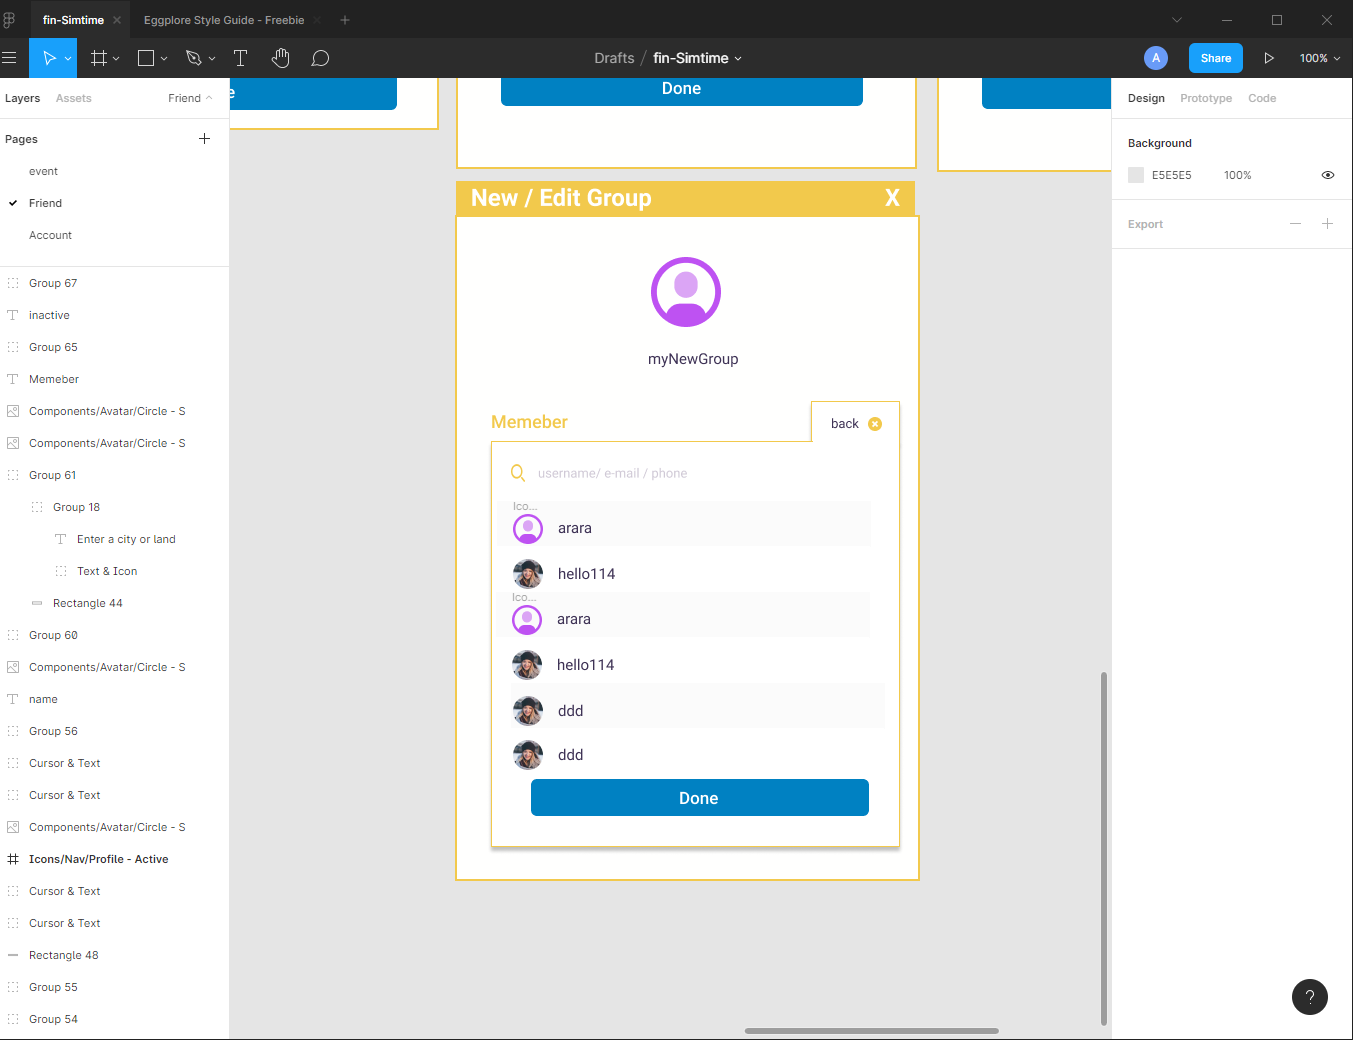 fin-Simtime
Eggplore Style Guide - Freebie
Drafts / fin-Simtime
A
Share
100%
Layers
Assets
Friend
Pages
event
Friend
Account
Group 67
inactive
Group 65
Memeber
Components/Avatar/Circle - S
Components/Avatar/Circle - S
Group 61
Group 18
Enter a city or land
Text & Icon
Rectangle 44
Group 60
Components/Avatar/Circle - S
name
Group 56
Cursor & Text
Cursor & Text
Components/Avatar/Circle - S
Icons/Nav/Profile - Active
Cursor & Text
Cursor & Text
Rectangle 48
Group 55
Group 54
e
Done
New / Edit Group
X
myNewGroup
Memeber
back
username/ e-mail / phone
Ico...
arara
hello114
Ico...
arara
hello114
ddd
ddd
Done
Design
Prototype
Code
Background
E5E5E5
100%
Export
?